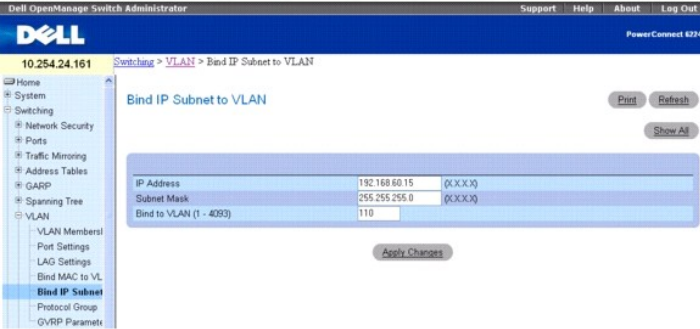 Dell OpenManage Switch Administrator Support Help About Log Out
DELL PowerConnect 6224
10.254.24.161 Switching > VLAN > Bind IP Subnet to VLAN
Home
System
Switching
Network Security
Ports
Traffic Mirroring
Address Tables
GARP
Spanning Tree
VLAN
VLAN Membersl
Port Settings
LAG Settings
Bind MAC to VL
Bind IP Subnet
Protocol Group
GVRP Paramete
Bind IP Subnet to VLAN
Print Refresh
Show All
IP Address 192.168.60.15 (X.X.X.X)
Subnet Mask 255.255.255.0 (X.X.X.X)
Bind to VLAN (1 - 4093) 110
Apply Changes